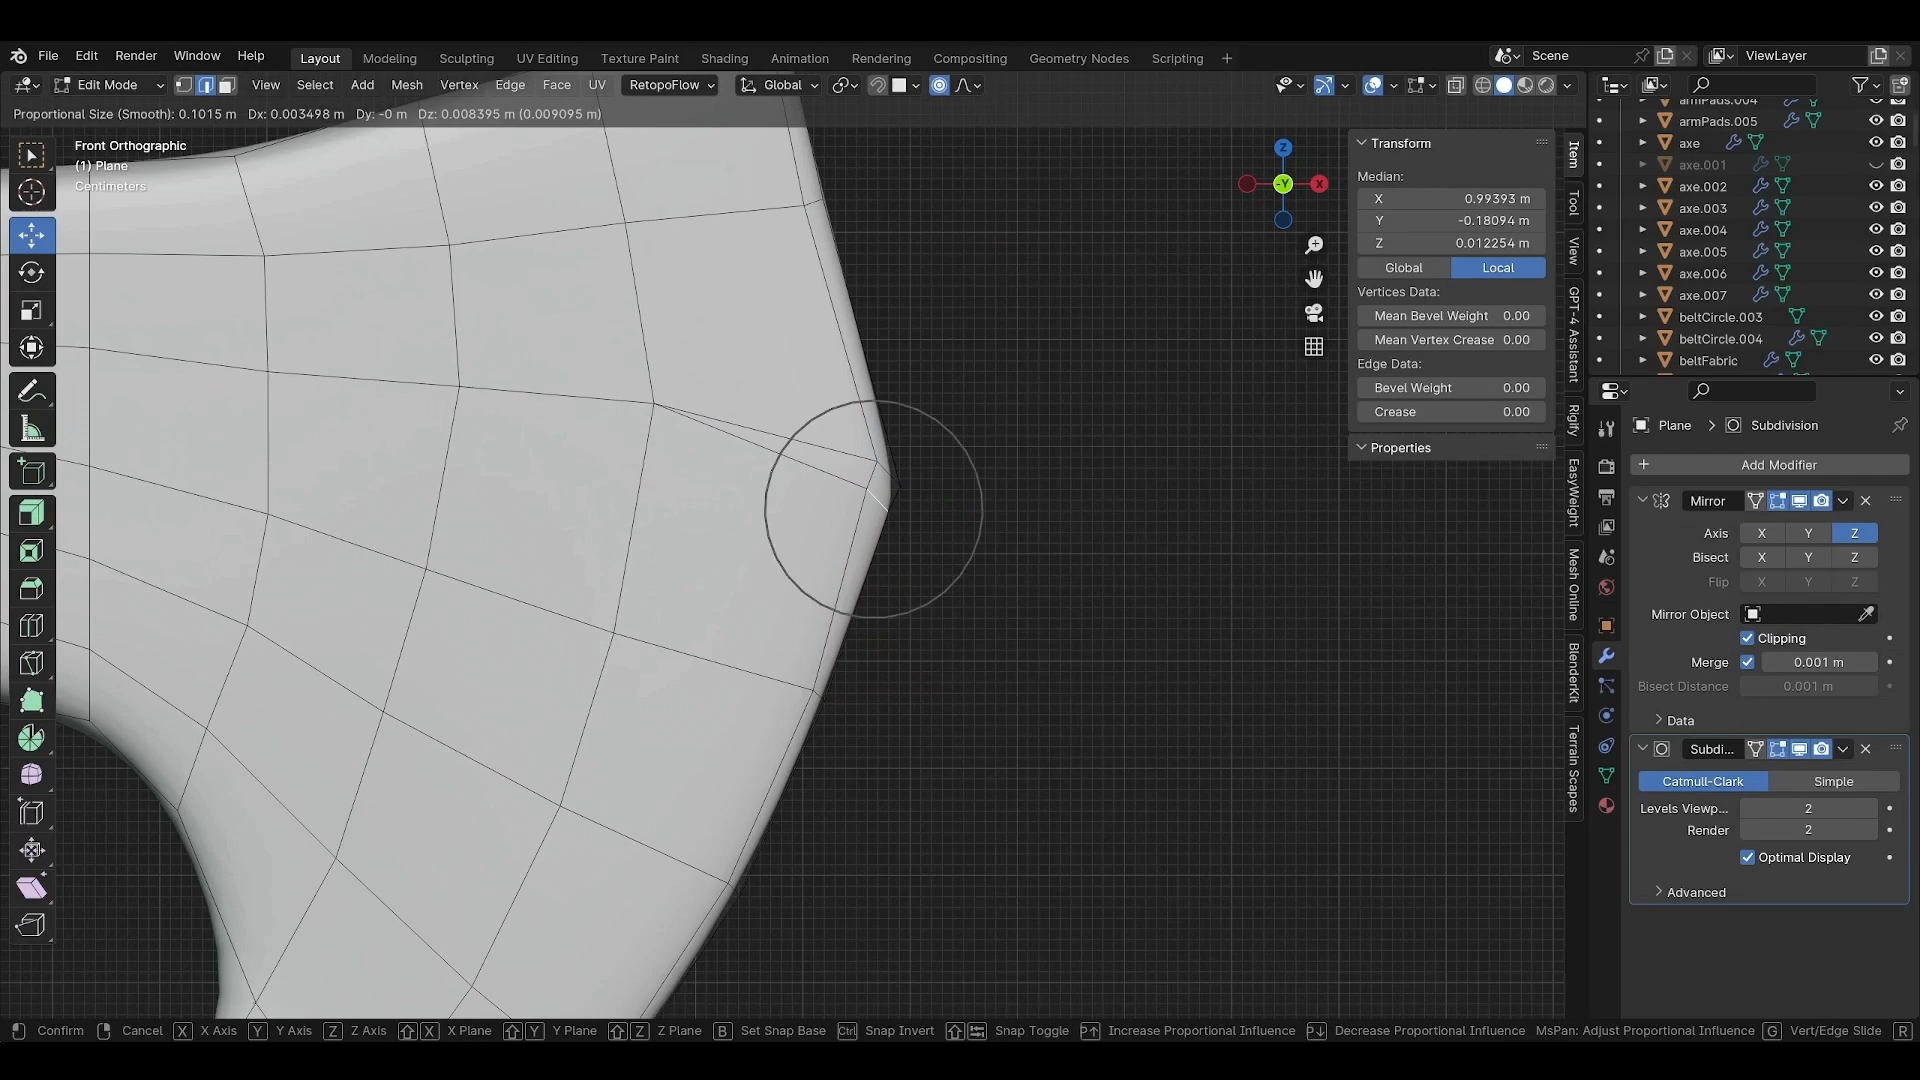 File Edit Render Window Help Layout Modeling Sculpting UV Editing Texture Paint Shading Animation Rendering Compositing Geometry Nodes Scripting + Scene ViewLayer
Edit Mode View Select Add Mesh Vertex Edge Face UV RetopoFlow Global
Proportional Size (Smooth): 0.1015 m Dx: 0.003498 m Dy: -0 m Dz: 0.008395 m (0.009095 m)
Front Orthographic
(1) Plane
Centimeters
Z
-Y
X
Transform
Median:
X 0.99393 m
Y -0.18094 m
Z 0.012254 m
Global Local
Vertices Data:
Mean Bevel Weight 0.00
Mean Vertex Crease 0.00
Edge Data:
Bevel Weight 0.00
Crease 0.00
Properties
Item
Tool
View
GPT-4 Assistant
Rigify
EasyWeight
Mesh Online
BlenderKit
Terrain Scapes
armPads.004
armPads.005
axe
axe.001
axe.002
axe.003
axe.004
axe.005
axe.006
axe.007
beltCircle.003
beltCircle.004
beltFabric
Plane > Subdivision
+ Add Modifier
Mirror
Axis X Y Z
Bisect X Y Z
Flip X Y Z
Mirror Object
Clipping
Merge 0.001 m
Bisect Distance 0.001 m
Data
Subdi...
Catmull-Clark Simple
Levels Viewp... 2
Render 2
Optimal Display
Advanced
Confirm Cancel X X Axis Y Y Axis Z Z Axis X X Plane Y Y Plane Z Z Plane B Set Snap Base Ctrl Snap Invert Snap Toggle P↑ Increase Proportional Influence P↓ Decrease Proportional Influence MsPan: Adjust Proportional Influence G Vert/Edge Slide R